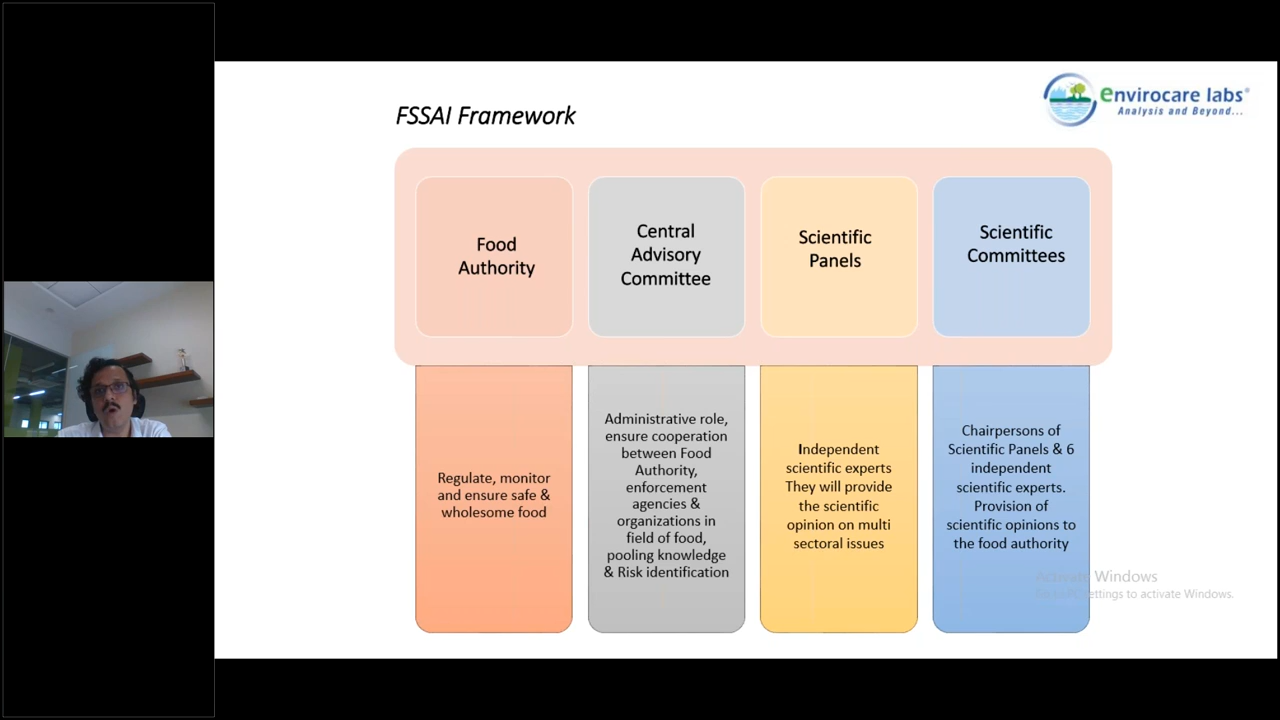 FSSAI Framework
envirocare labs®
Analysis and Beyond...
Food
Authority
Central
Advisory
Committee
Scientific
Panels
Scientific
Committees
Regulate, monitor
and ensure safe &
wholesome food
Administrative role,
ensure cooperation
between Food
Authority,
enforcement
agencies &
organizations in
field of food,
pooling knowledge
& Risk identification
Independent
scientific experts
They will provide
the scientific
opinion on multi
sectoral issues
Chairpersons of
Scientific Panels & 6
independent
scientific experts.
Provision of
scientific opinions to
the food authority
Activate Windows
Go to Settings to activate Windows.